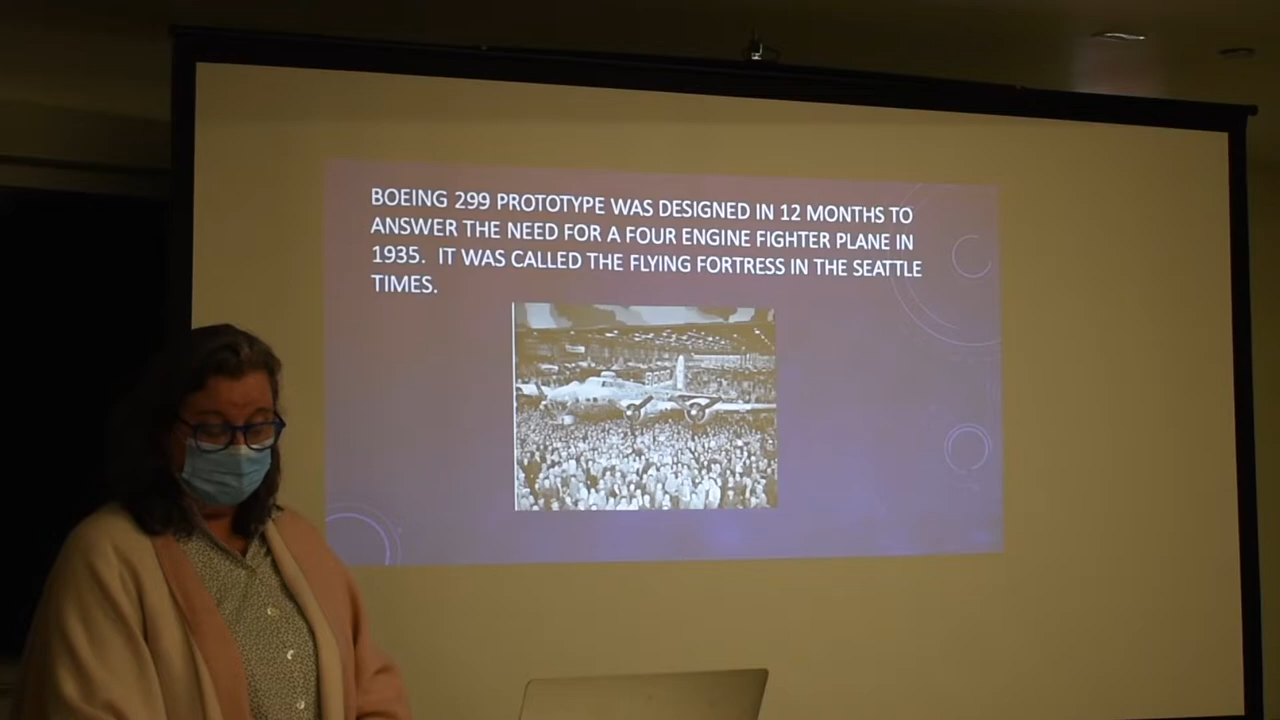 BOEING 299 PROTOTYPE WAS DESIGNED IN 12 MONTHS TO
ANSWER THE NEED FOR A FOUR ENGINE FIGHTER PLANE IN
1935. IT WAS CALLED THE FLYING FORTRESS IN THE SEATTLE
TIMES.